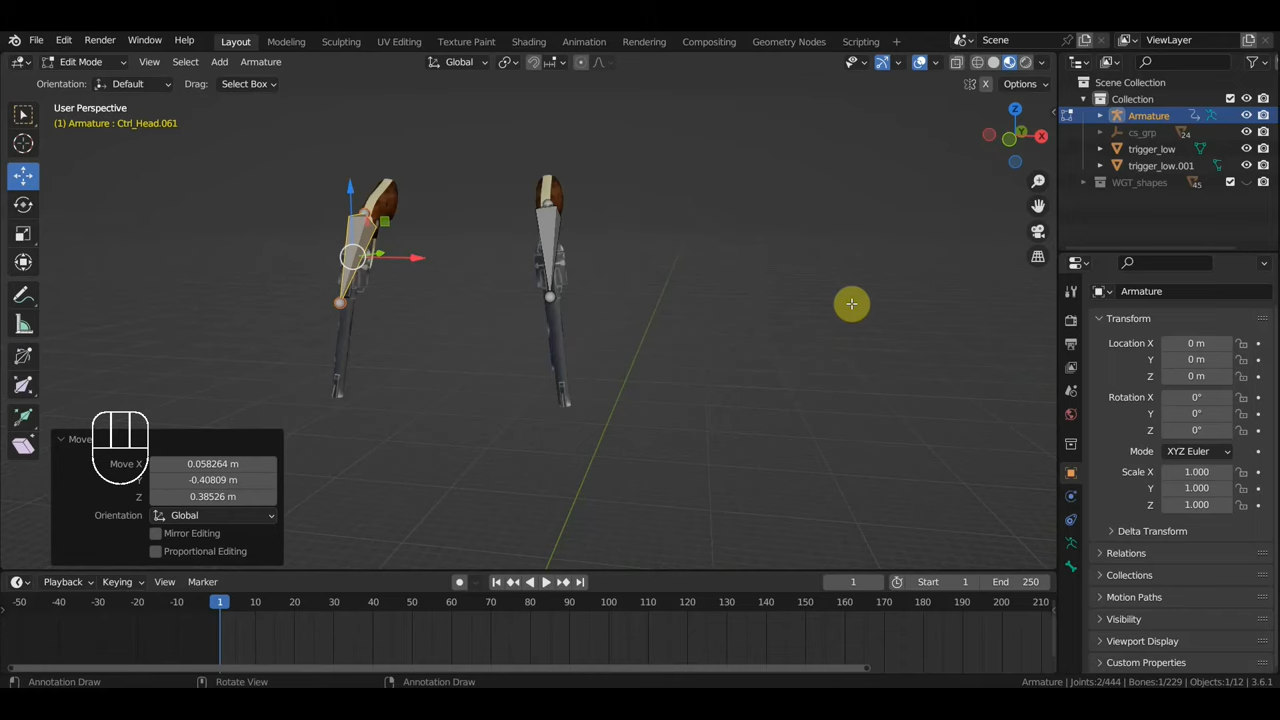 File Edit Render Window Help Layout Modeling Sculpting UV Editing Texture Paint Shading Animation Rendering Compositing Geometry Nodes Scripting + Scene ViewLayer
Edit Mode View Select Add Armature Global
Orientation: Default Drag: Select Box X Options
User Perspective
(1) Armature : Ctrl_Head.061
Z
Y
X
Scene Collection
Collection
Armature
cs_grp 24
trigger_low
trigger_low.001
WGT_shapes 45
Armature
Transform
Location X 0 m
Y 0 m
Z 0 m
Rotation X 0°
Y 0°
Z 0°
Mode XYZ Euler
Scale X 1.000
Y 1.000
Z 1.000
Delta Transform
Relations
Collections
Motion Paths
Visibility
Viewport Display
Custom Properties
Move
Move X 0.058264 m
-0.40809 m
Z 0.38526 m
Orientation Global
Mirror Editing
Proportional Editing
Playback Keying View Marker 1 Start 1 End 250
-50 -40 -30 -20 -10 1 10 20 30 40 50 60 70 80 90 100 110 120 130 140 150 160 170 180 190 200 210
Annotation Draw Rotate View Annotation Draw Armature | Joints:2/444 | Bones:1/229 | Objects:1/12 | 3.6.1